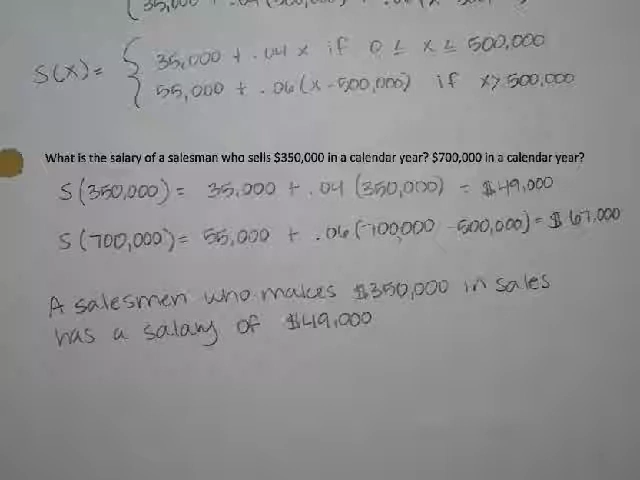 S(x) = { 35,000 + .04 x if 0 ≤ x ≤ 500,000
55,000 + .06 (x - 500,000) if x > 500,000
What is the salary of a salesman who sells $350,000 in a calendar year? $700,000 in a calendar year?
S(350,000) = 35,000 + .04 (350,000) = $49,000
S(700,000) = 55,000 + .06 (700,000 - 500,000) = $ 67,000
A salesmen who makes $350,000 in sales
has a salary of $49,000